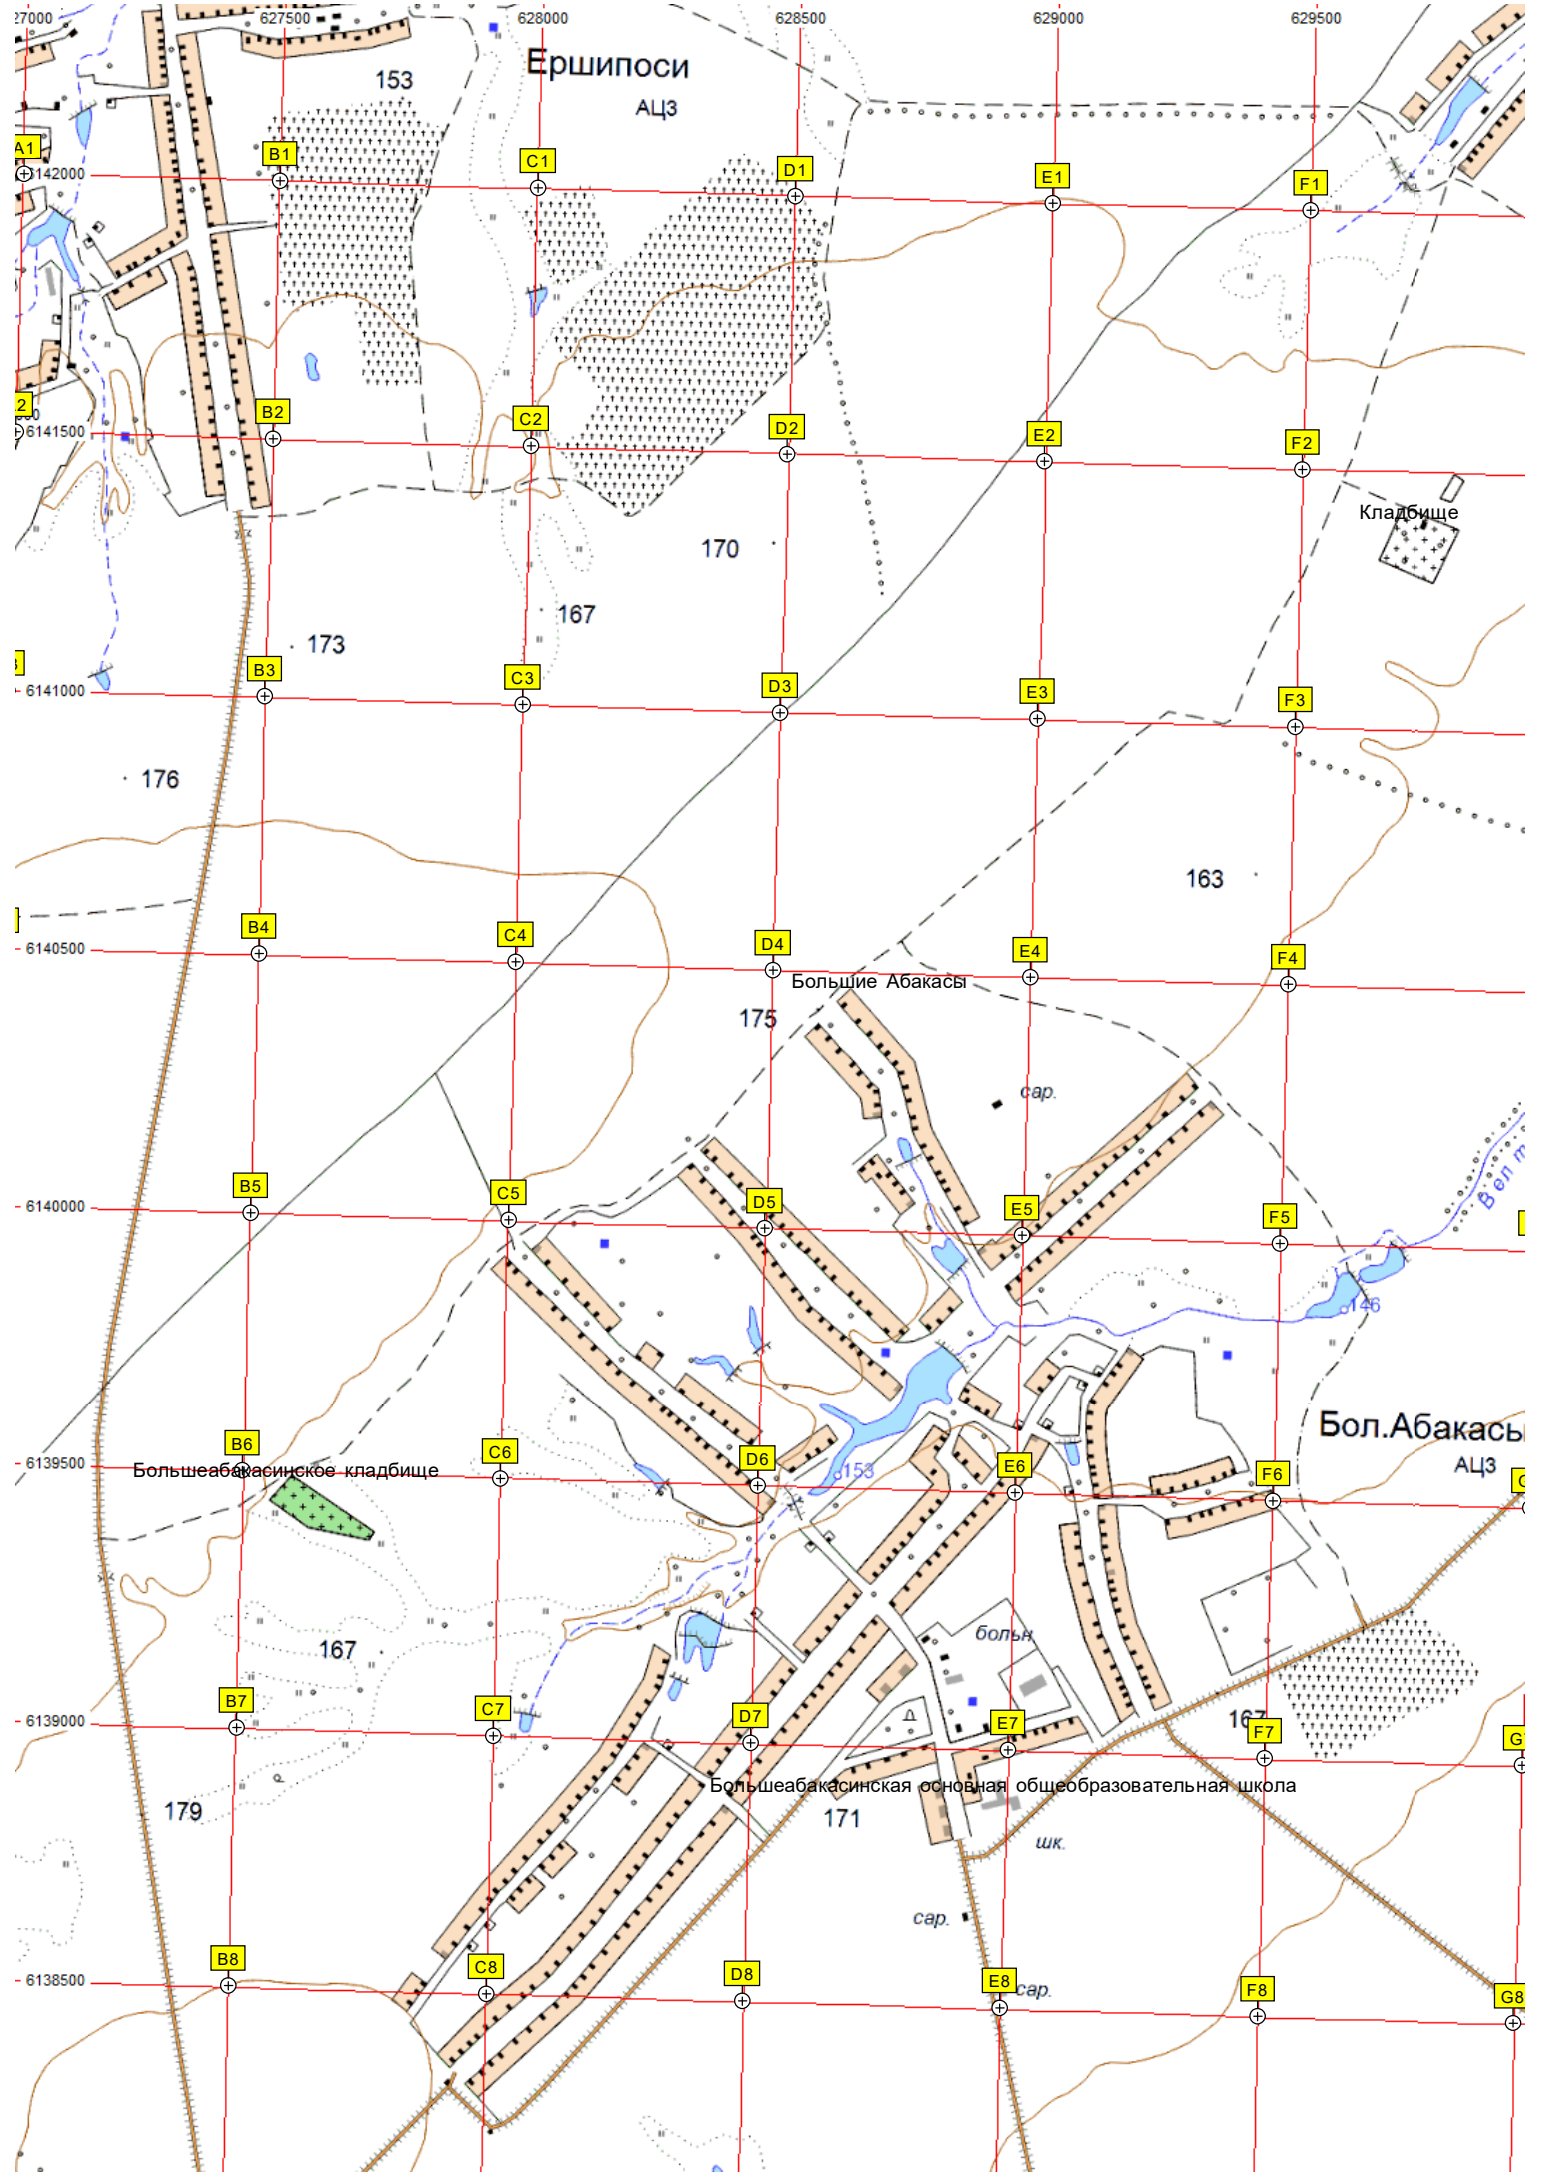 27000 627500 628000 628500 629000 629500
Ершипоси
АЦЗ
153
A1 B1 C1 D1 E1 F1
6142000
B2 C2 D2 E2 F2
6141500
Кладбище
170
167
173
B3 C3 D3 E3 F3
6141000
176
163
B4 C4 D4 E4 F4
6140500
Большие Абакасы
175
сар.
B5 C5 D5 E5 F5
6140000
146
Бол.Абакасы
АЦЗ
B6 C6 D6 E6 F6
6139500
Большеабакасинское кладбище
153
больн.
167
B7 C7 D7 E7 F7
6139000
167
Большеабакасинская основная общеобразовательная школа
179
171
шк.
сар.
B8 C8 D8 E8 F8 G8
6138500
сар.